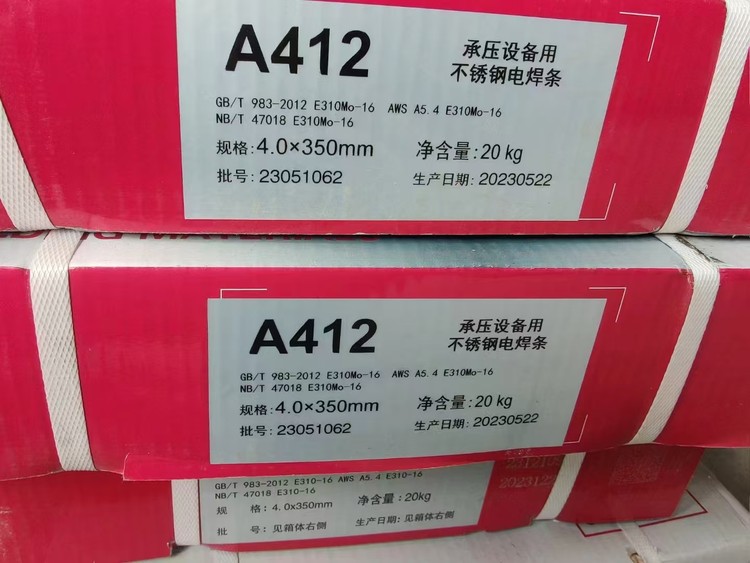 A412
承压设备用
不锈钢电焊条
GB/T 983-2012 E310Mo-16 AWS A5.4 E310Mo-16
NB/T 47018 E310Mo-16
规格:4.0×350mm 净含量:20kg
批号:23051062 生产日期:20230522
A412
承压设备用
不锈钢电焊条
GB/T 983-2012 E310Mo-16 AWS A5.4 E310Mo-16
NB/T 47018 E310Mo-16
规格:4.0×350mm 净含量:20kg
批号:23051062 生产日期:20230522
GB/T 983-2012 E310-16 AWS A5.4 E310-16
NB/T 47018 E310-16
规 格:4.0x350mm 净含量:20kg
批 号:见箱体右侧 生产日期:见箱体右侧